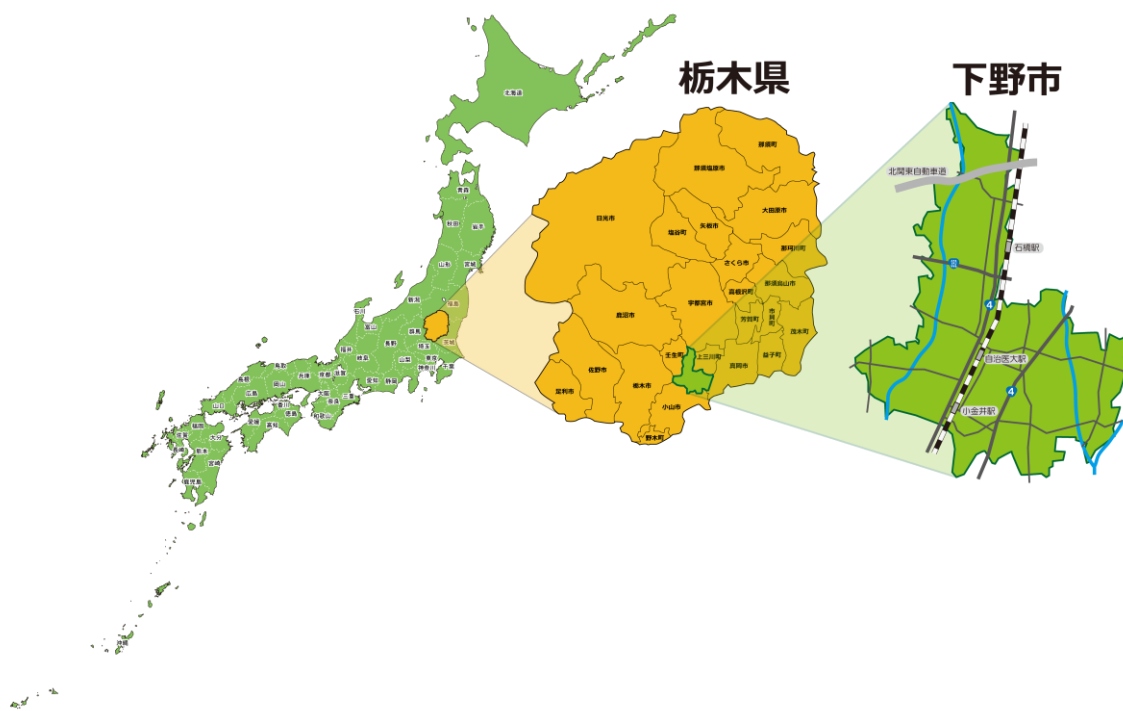 栃木県
下野市
北海道
青森
秋田
岩手
山形
宮城
新潟
福島
石川
富山
群馬
茨城
福井
長野
埼玉
岐阜
山梨
東京
千葉
神奈川
鳥取
島根
兵庫
京都
滋賀
愛知
静岡
岡山
広島
大阪
三重
奈良
山口
香川
徳島
和歌山
愛媛
高知
福岡
大分
佐賀
長崎
熊本
宮崎
鹿児島
沖縄
那須町
那須塩原市
日光市
大田原市
矢板市
塩谷町
那珂川町
さくら市
那須烏山市
高根沢町
宇都宮市
鹿沼市
芳賀町
市貝町
茂木町
壬生町
上三川町
益子町
真岡市
佐野市
栃木市
足利市
小山市
野木町
北関東自動車道
石橋駅
4
自治医大駅
4
小金井駅